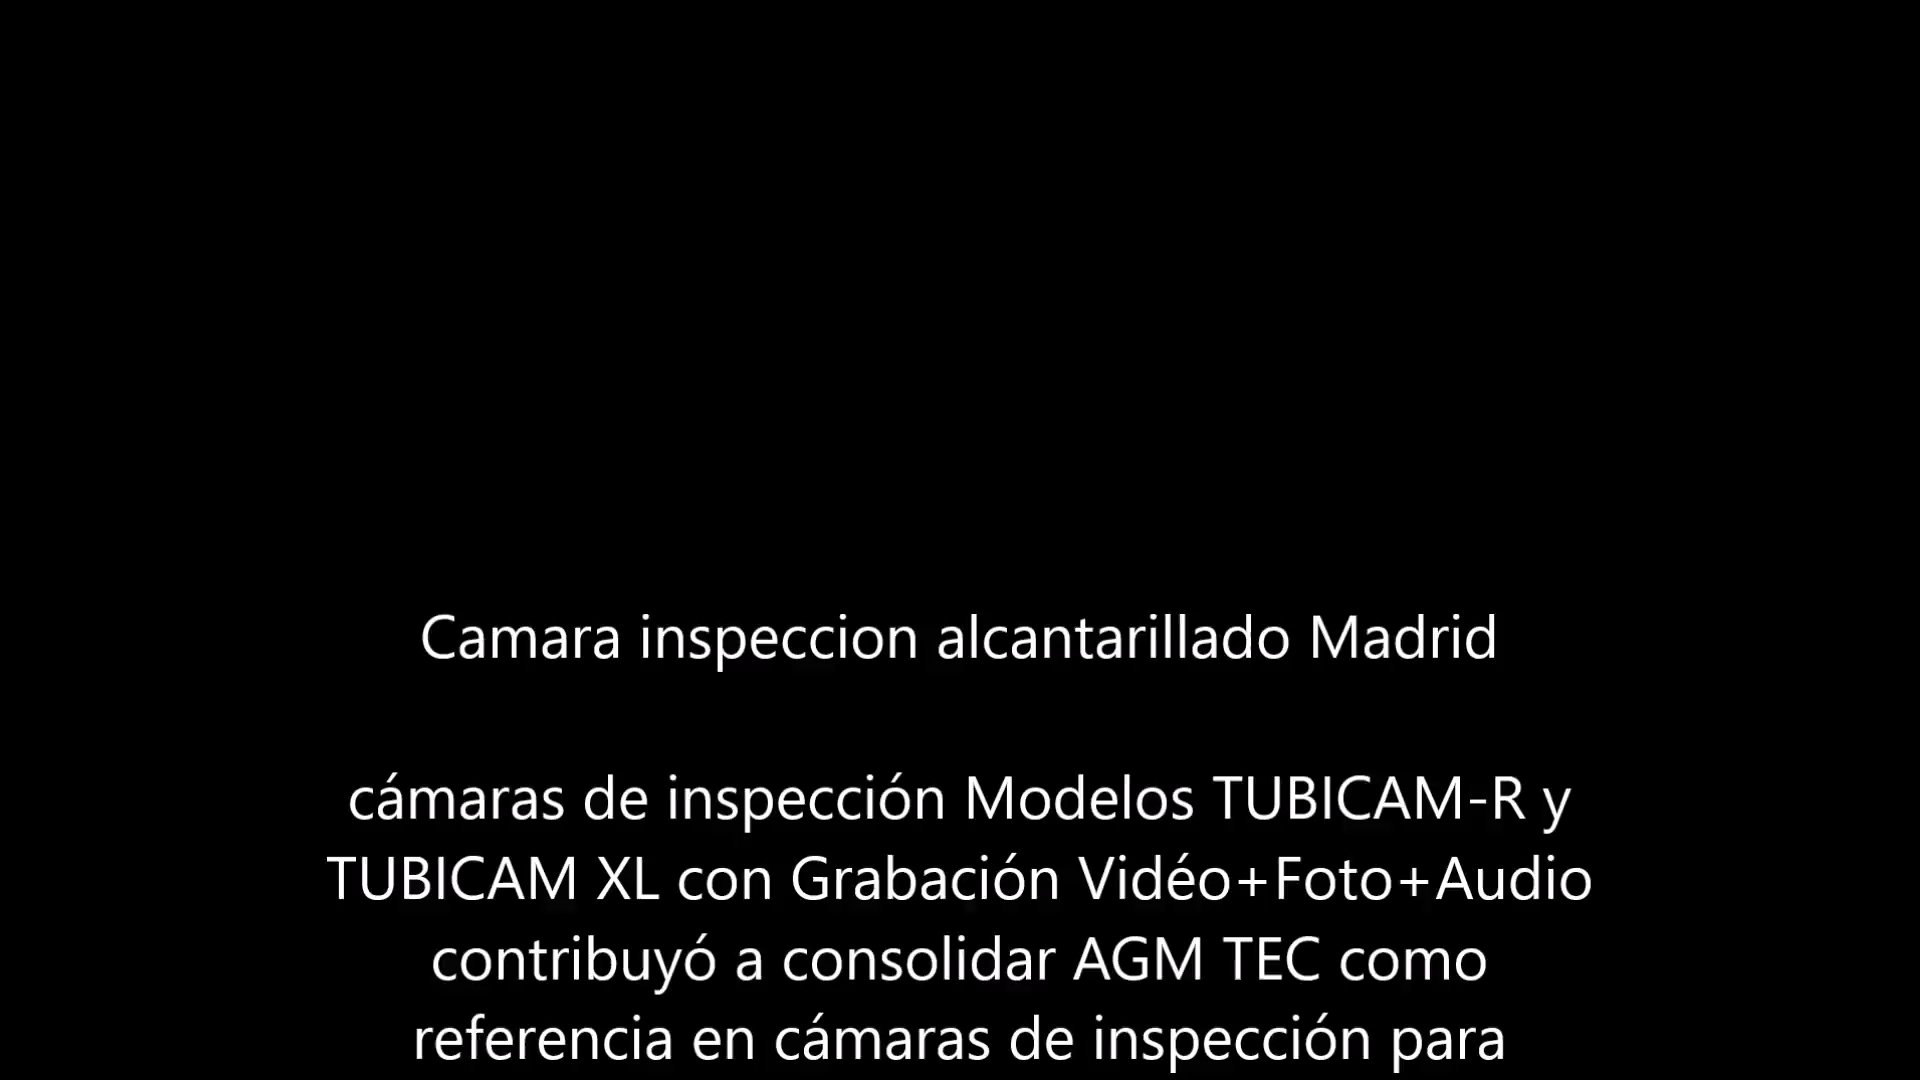 Camara inspeccion alcantarillado Madrid
cámaras de inspección Modelos TUBICAM-R y
TUBICAM XL con Grabación Vidéo+Foto+Audio
contribuyó a consolidar AGM TEC como
referencia en cámaras de inspección para